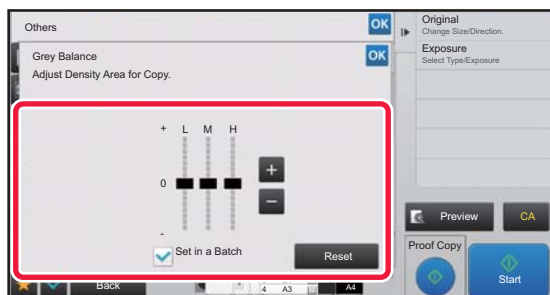 Others
OK
Grey Balance
OK
Adjust Density Area for Copy.
+ L M H
0
-
+
-
Set in a Batch
Reset
Back
4 A3
A4
Original
Change Size/Direction.
Exposure
Select Type/Exposure
Preview
CA
Proof Copy
Start